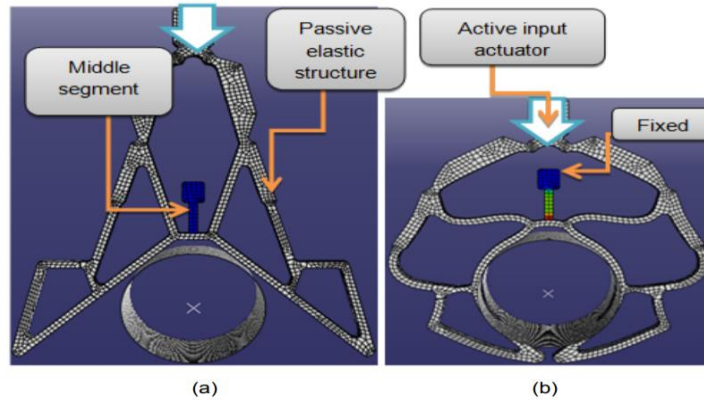 Middle
segment
Passive
elastic
structure
Active input
actuator
Fixed
(a)
(b)